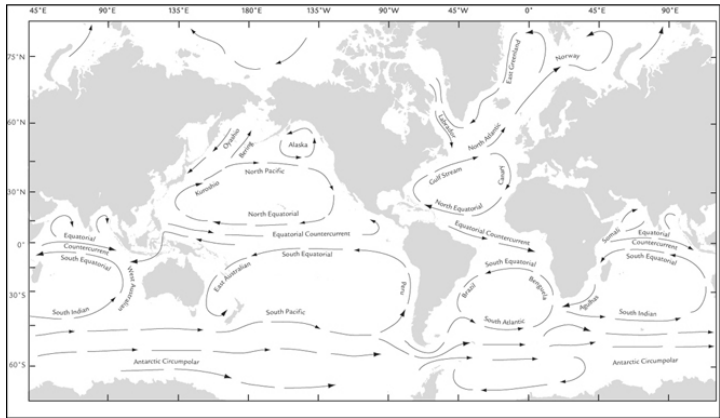 45°E 90°E 135°E 180°E 135°W 90°W 45°W 0° 45°E 90°E
75°N
60°N
30°N
0°
30°S
60°S
East Greenland
Norway
Labrador
North Atlantic
Oyashio
Bering
Alaska
North Pacific
Kuroshio
Gulf Stream
Canary
North Equatorial
North Equatorial
Equatorial Countercurrent
Equatorial Countercurrent
Equatorial
Countercurrent
South Equatorial
Somali
Equatorial
Countercurrent
South Equatorial
South Equatorial
South Equatorial
West Australian
East Australian
Peru
Brazil
Benguela
Agulhas
South Indian
South Pacific
South Atlantic
South Indian
Antarctic Circumpolar
Antarctic Circumpolar